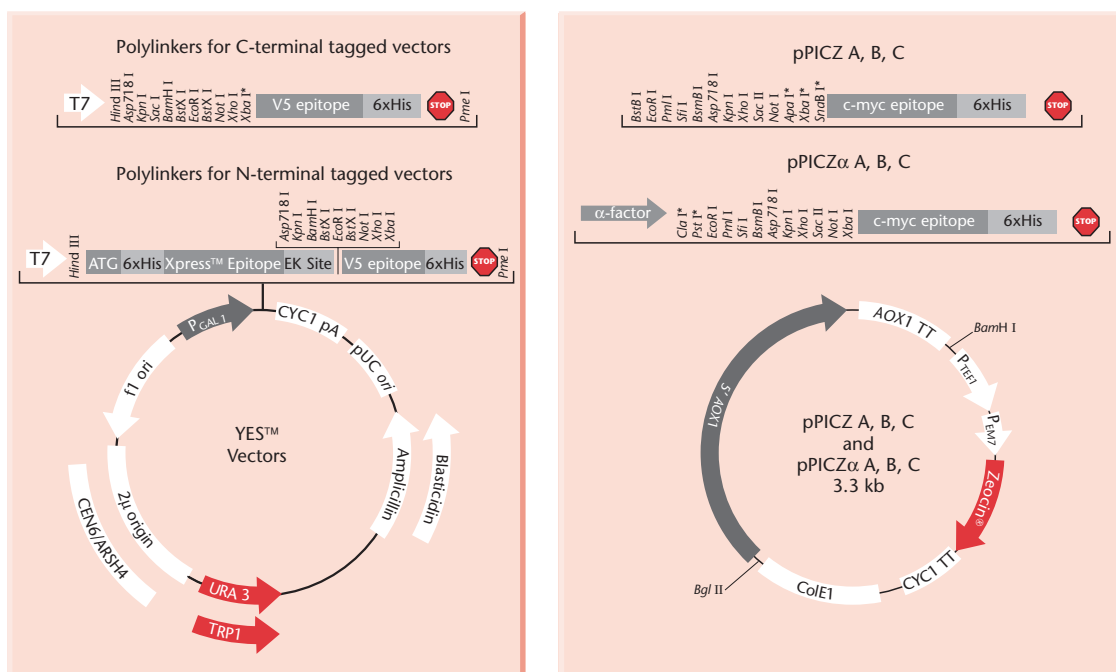 Polylinkers for C-terminal tagged vectors
T7
Hind III
Asp718 I
Kpn I
Sac I
BamH I
BstX I
EcoR I
BstX I
Not I
Xho I
Xba I*
V5 epitope
6xHis
STOP
Pme I
Polylinkers for N-terminal tagged vectors
Asp718 I
Kpn I
BamH I
BstX I
EcoR I
BstX I
Not I
Xho I
Xba I
T7
Hind III
ATG
6xHis
Xpress™ Epitope
EK Site
V5 epitope
6xHis
STOP
Pme I
PGAL 1
CYC1 pA
pUC ori
f1 ori
Amplicillin
Blasticidin
YES™
Vectors
2µ origin
CEN6/ARSH4
URA 3
TRP1
pPICZ A, B, C
BstB I
EcoR I
Pml I
Sfi I
BsmB I
Asp718 I
Kpn I
Xho I
Sac II
Not I
Apa I*
Xba I*
SnaB I*
c-myc epitope
6xHis
STOP
pPICZα A, B, C
α-factor
Cla I*
Pst I*
EcoR I
Pml I
Sfi I
BsmB I
Asp718 I
Kpn I
Xho I
Sac II
Not I
Xba I
c-myc epitope
6xHis
STOP
AOX1 TT
BamH I
PTEF1
PEM7
Zeocin®
CYC1 TT
ColE1
Bgl II
5´ AOX1
pPICZ A, B, C
and
pPICZα A, B, C
3.3 kb